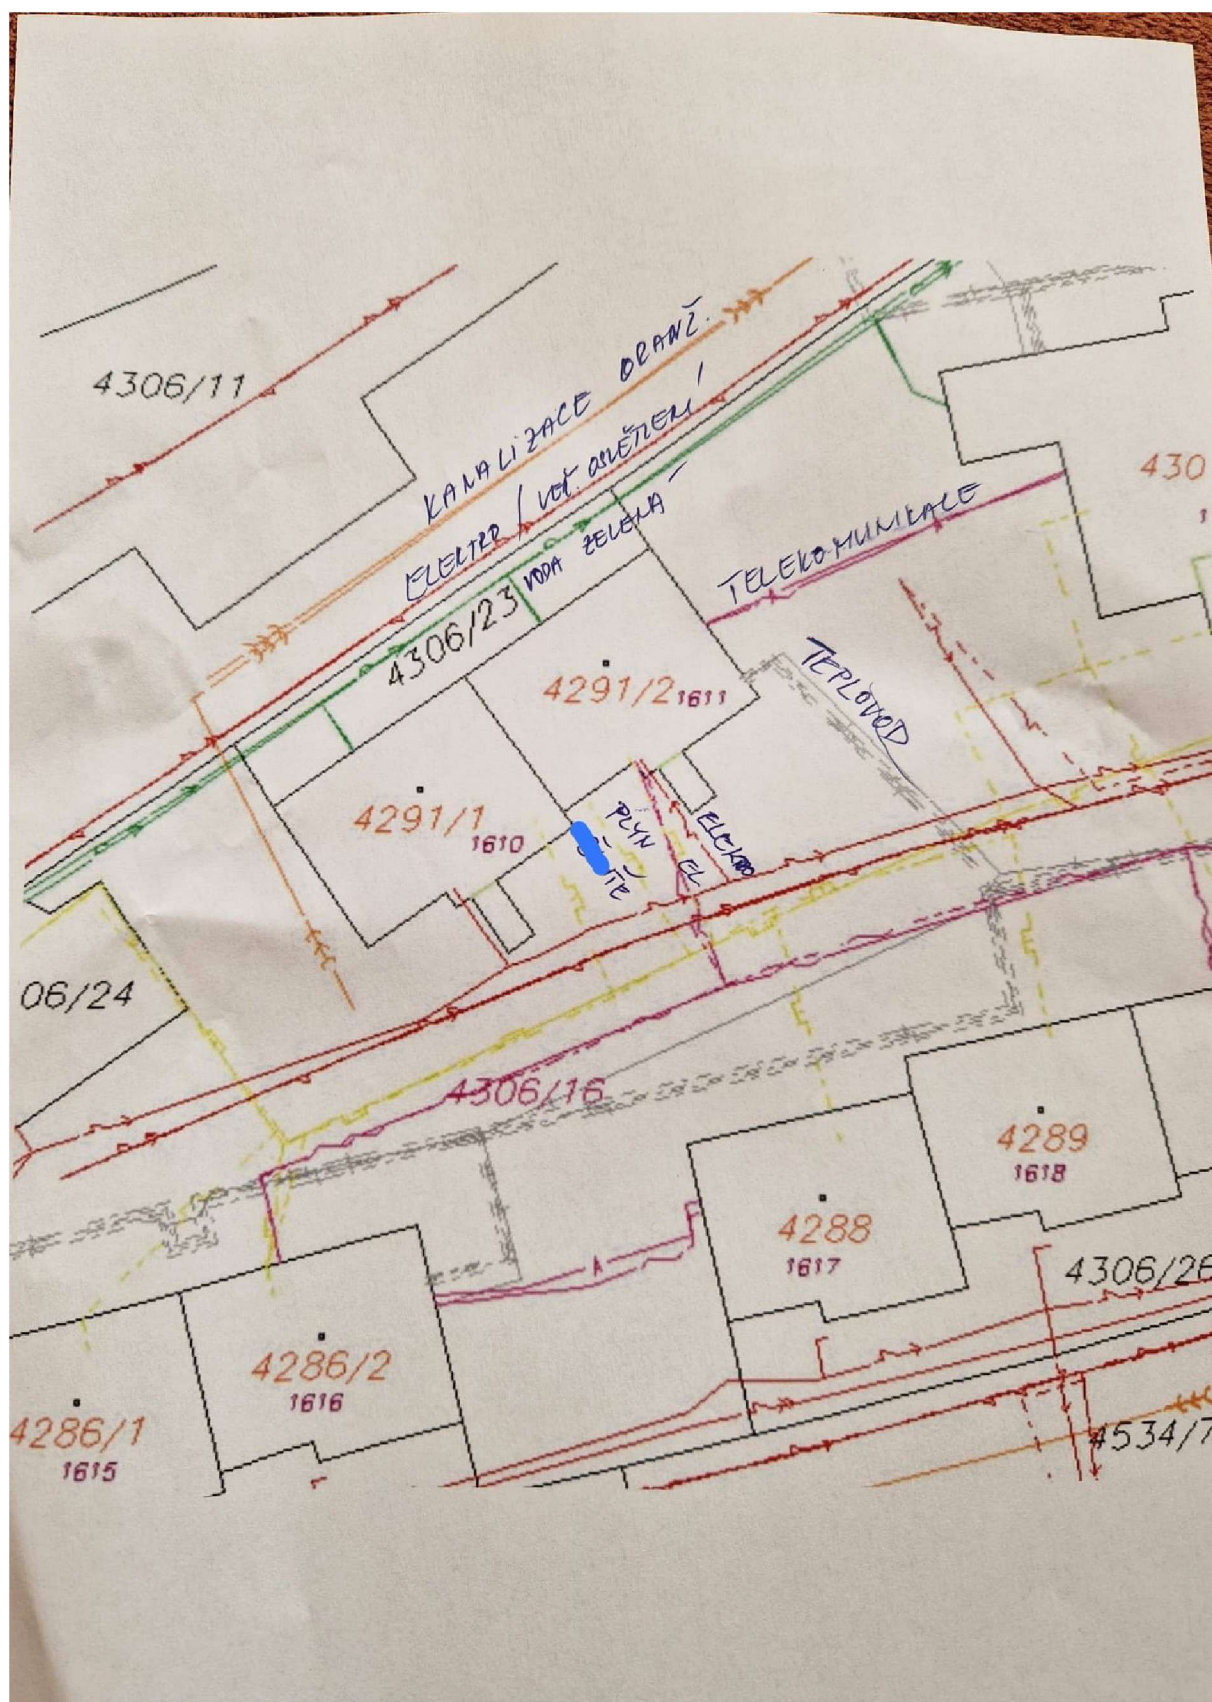 4306/11
KANALIZACE ORANŽ.
ELEKTRO / VEŘ. OSVĚTLENÍ
VODA ZELENÁ
4306/23
TELEKOMUNIKACE
430
1
4291/2 1611
TEPLOVOD
4291/1
1610
PLYN
EL
ELEKTRO
06/24
4306/16
4289
1618
4288
1617
4306/26
4286/2
1616
4286/1
1615
4534/7